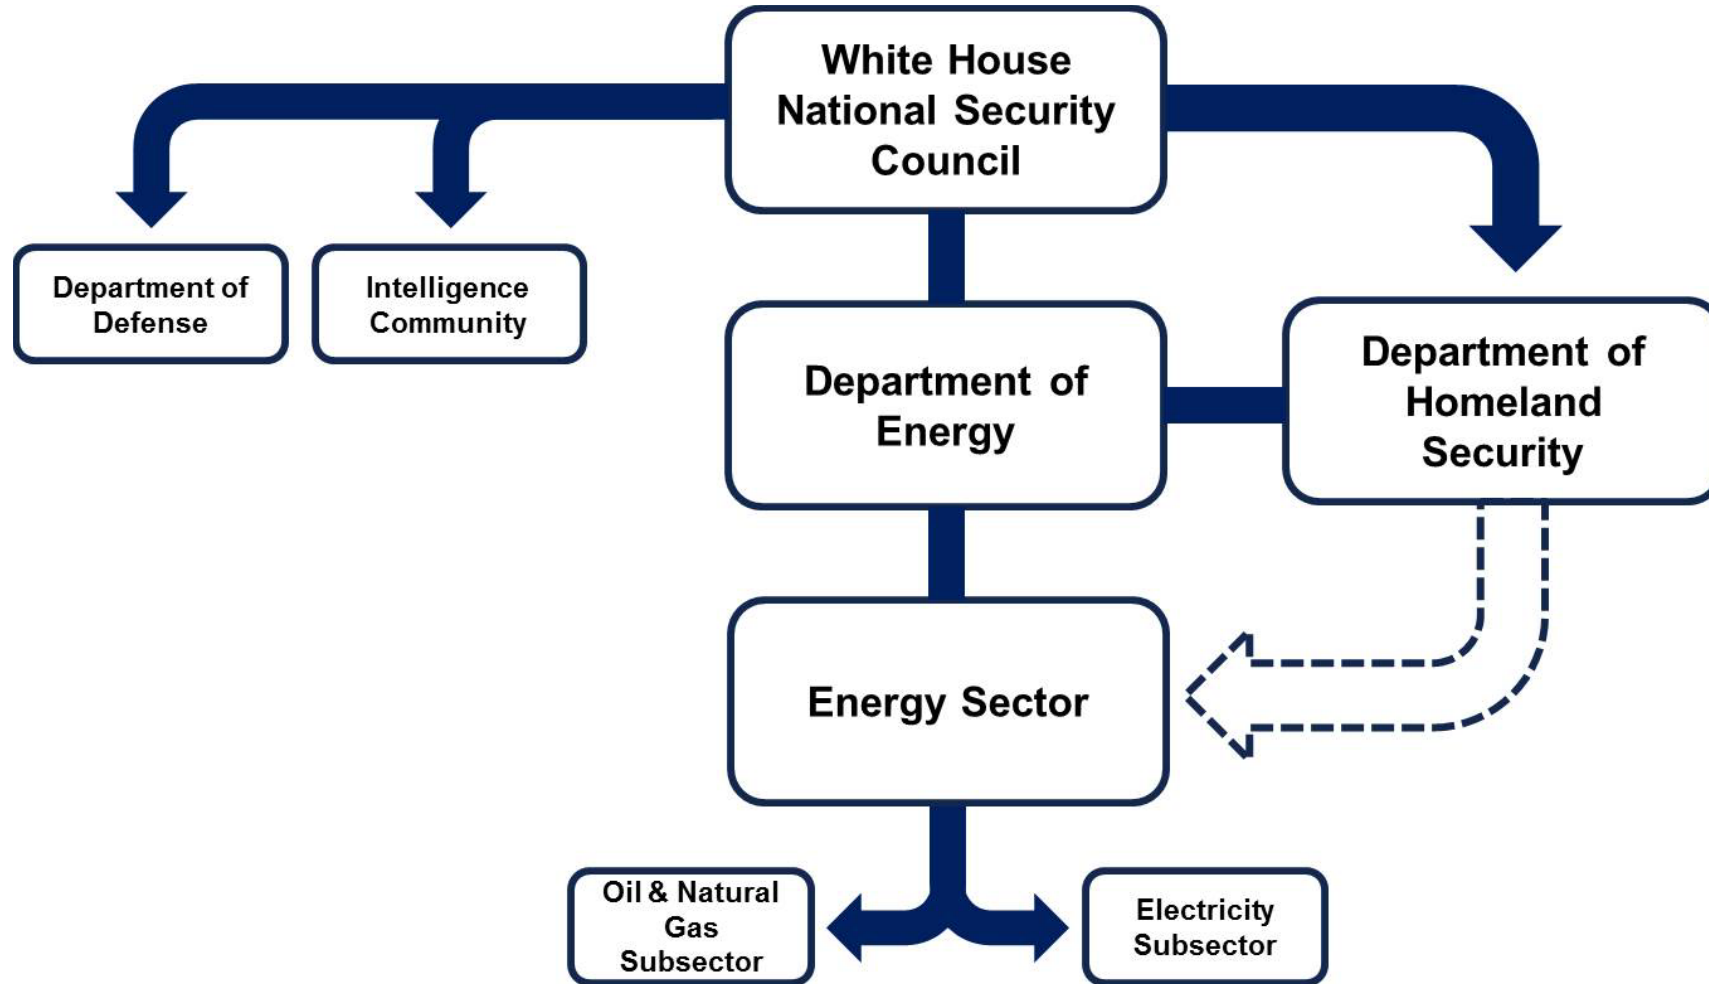 White House
National Security
Council
Department of
Defense
Intelligence
Community
Department of
Energy
Department of
Homeland
Security
Energy Sector
Oil & Natural
Gas
Subsector
Electricity
Subsector